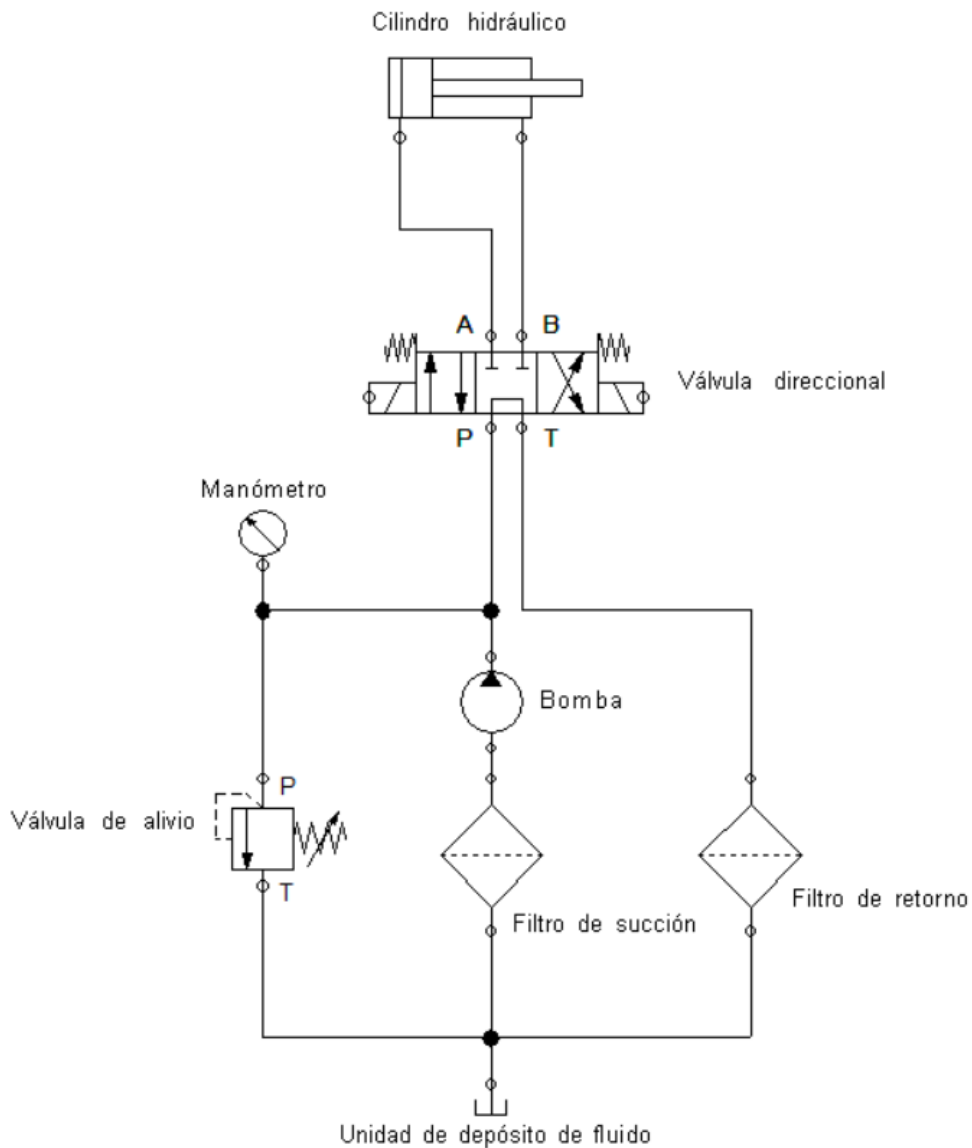 Cilindro hidráulico
A B
Válvula direccional
P T
Manómetro
Bomba
P
Válvula de alivio
T
Filtro de retorno
Filtro de succión
Unidad de depósito de fluido